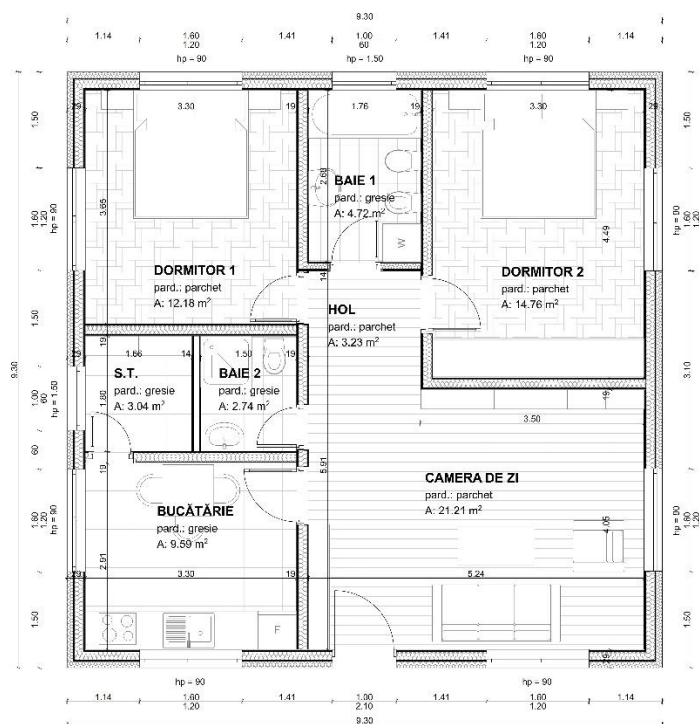 9.30
1.14 1.60 1.41 1.00 1.41 1.60 1.14
1.20 60 1.20
hp = 90 hp = 1.50 hp = 90
29 3.30 19 1.76 19 3.30 29
1.50
1.50
3.65
2.68
BAIE 1
pard.: gresie
A: 4.72 m²
W
1.60
1.20
hp = 90
4.49
1.60
1.20
hp = 90
DORMITOR 1
pard.: parchet
A: 12.18 m²
DORMITOR 2
pard.: parchet
A: 14.76 m²
14
HOL
pard.: parchet
A: 3.23 m²
1.50
19
29 1.66 14 1.50 19
S.T.
pard.: gresie
A: 3.04 m²
BAIE 2
pard.: gresie
A: 2.74 m²
1.80
9.30
1.00
60
hp = 1.50
3.10
19
3.50
60
19
5.91
CAMERA DE ZI
pard.: parchet
A: 21.21 m²
BUCĂTĂRIE
pard.: gresie
A: 9.59 m²
1.60
1.20
hp = 90
4.05
1.60
1.20
hp = 90
2.91
29 3.30 19 5.24 29
F
1.50
1.50
29
hp = 90 hp = 90
1.14 1.60 1.41 1.00 1.41 1.60 1.14
1.20 2.10 1.20
9.30